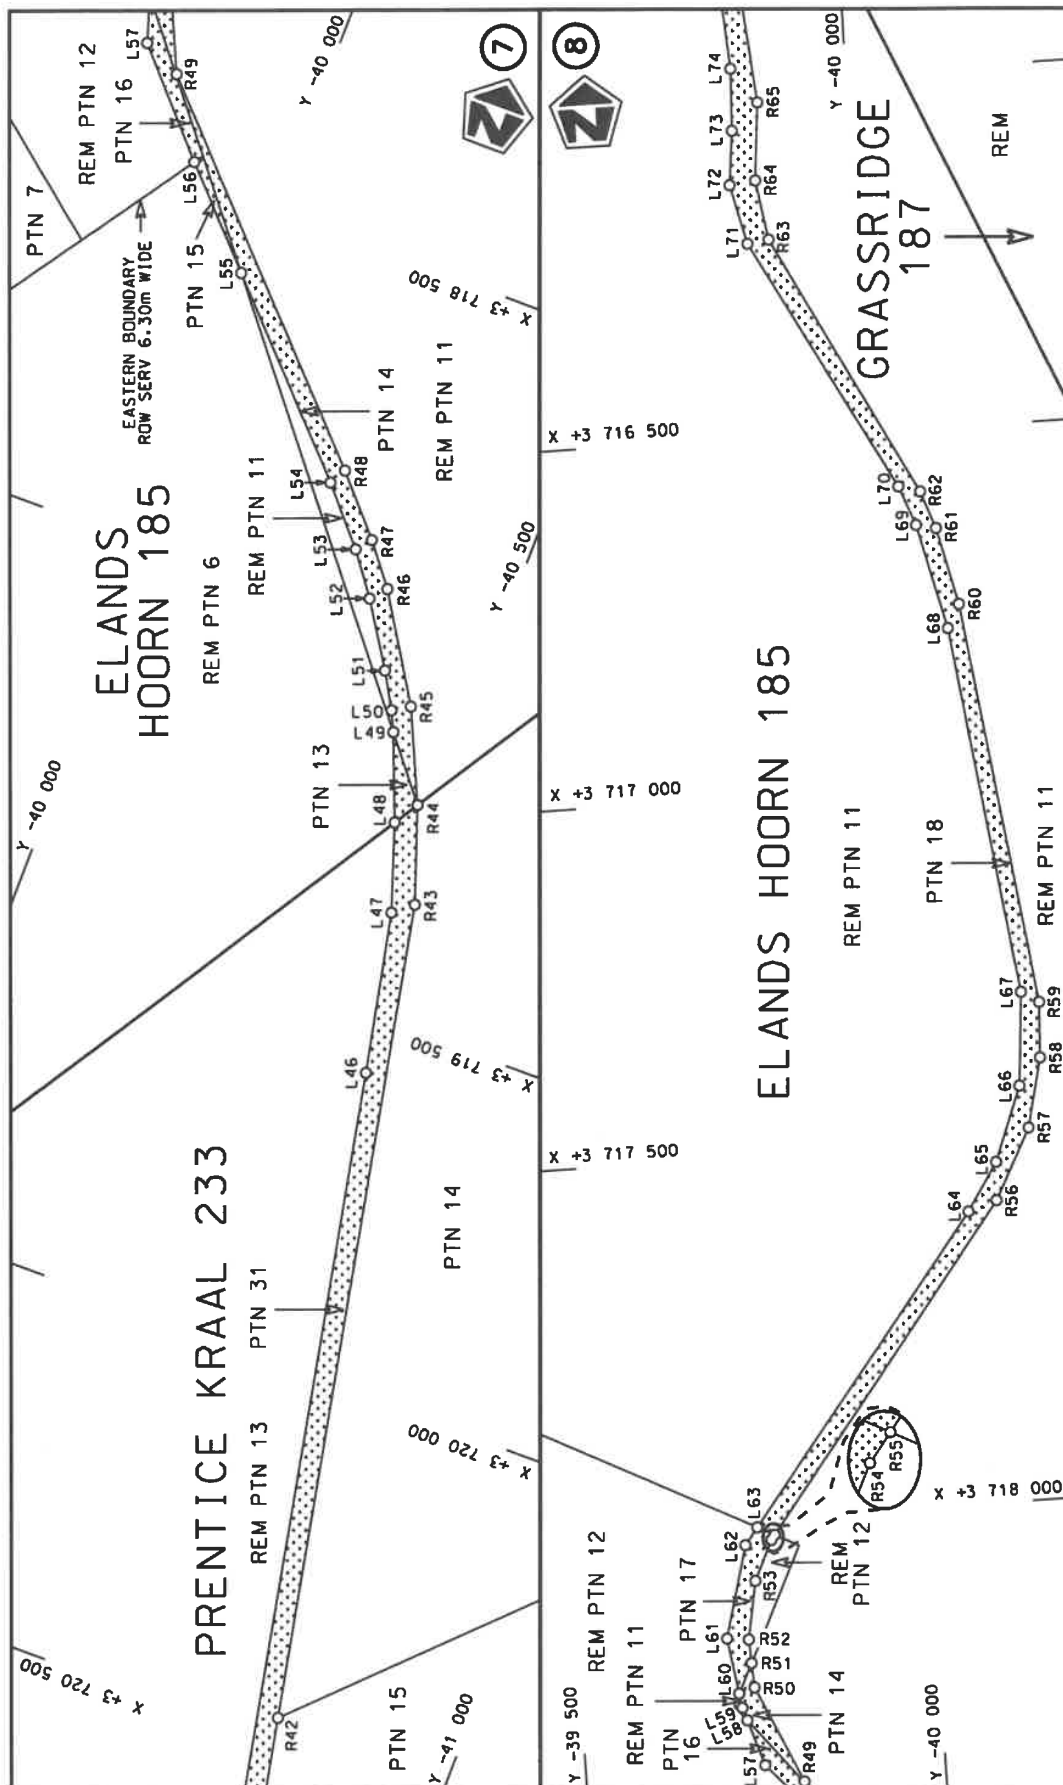 L57
REM PTN 12
PTN 16
R49
Y -40 000
7
PTN 7
L56
EASTERN BOUNDARY
ROW SERV 6.30m WIDE
PTN 15
L55
X +3 718 500
ELANDS
HOORN 185
REM PTN 6
REM PTN 11
L54
R48
PTN 14
REM PTN 11
L53
R47
L52
R46
Y -40 500
L51
L50
L49
R45
PTN 13
L48
R44
Y -40 000
L47
R43
L46
X +3 719 500
PRENTICE KRAAL 233
REM PTN 13
PTN 31
PTN 14
X +3 720 000
X +3 720 500
R42
PTN 15
Y -41 000
8
L74
R65
Y -40 000
L73
L72
R64
L71
R63
GRASSRIDGE
187
REM
X +3 716 500
L70
R62
L69
R61
L68
R60
ELANDS HOORN 185
X +3 717 000
REM PTN 11
PTN 18
REM PTN 11
L67
R59
R58
L66
R57
X +3 717 500
L65
R56
L64
R54
R55
X +3 718 000
L63
L62
REM
PTN 12
R53
REM PTN 12
PTN 17
L61
R52
R51
REM PTN 11
L60
R50
L59
L58
PTN 14
PTN
16
L57
R49
Y -39 500
Y -40 000